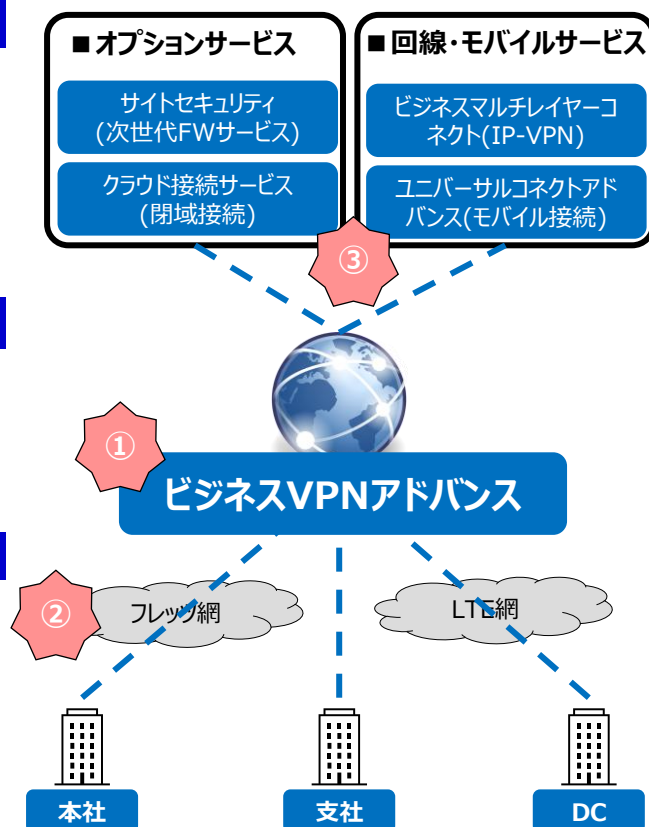 ■オプションサービス
サイトセキュリティ
(次世代FWサービス)
クラウド接続サービス
(閉域接続)
■回線・モバイルサービス
ビジネスマルチレイヤーコ
ネクト(IP-VPN)
ユニバーサルコネクトアド
バンス(モバイル接続)
③
①
ビジネスVPNアドバンス
②
フレッツ網
LTE網
本社
支社
DC